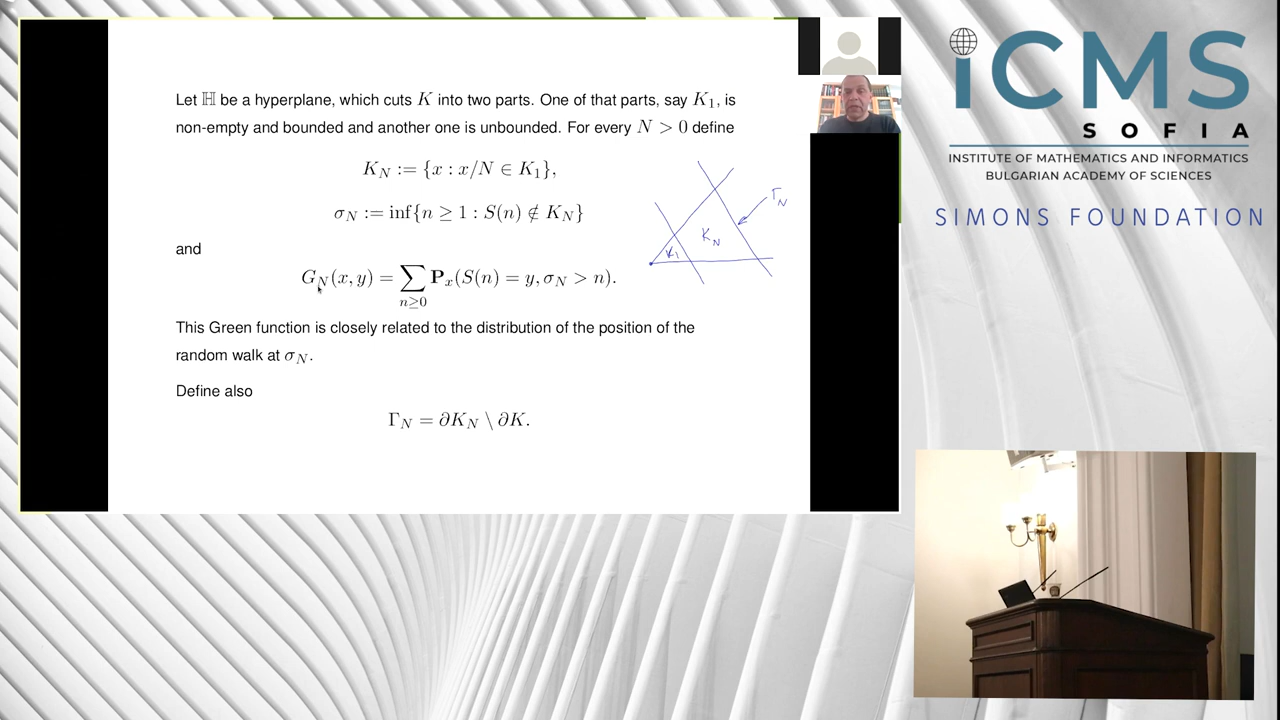 Let ℍ be a hyperplane, which cuts K into two parts. One of that parts, say K₁, is
non-empty and bounded and another one is unbounded. For every N > 0 define
K_N := {x : x/N ∈ K₁},
σ_N := inf{n ≥ 1 : S(n) ∉ K_N}
and
G_N(x, y) = ∑_{n≥0} P_x(S(n) = y, σ_N > n).
This Green function is closely related to the distribution of the position of the
random walk at σ_N.
Define also
Γ_N = ∂K_N \ ∂K.
Γ_N
K_N
K₁
iCMS
SOFIA
INSTITUTE OF MATHEMATICS AND INFORMATICS
BULGARIAN ACADEMY OF SCIENCES
SIMONS FOUNDATION